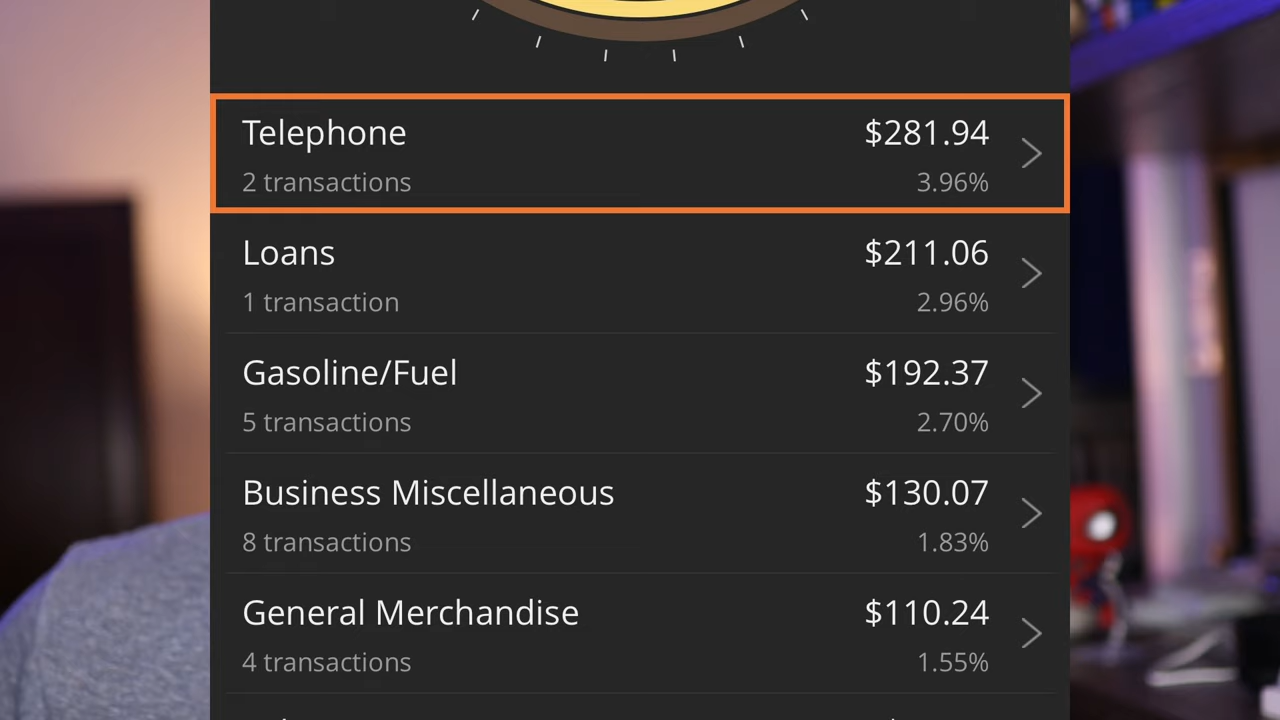 Telephone
$281.94
2 transactions
3.96%
Loans
$211.06
1 transaction
2.96%
Gasoline/Fuel
$192.37
5 transactions
2.70%
Business Miscellaneous
$130.07
8 transactions
1.83%
General Merchandise
$110.24
4 transactions
1.55%